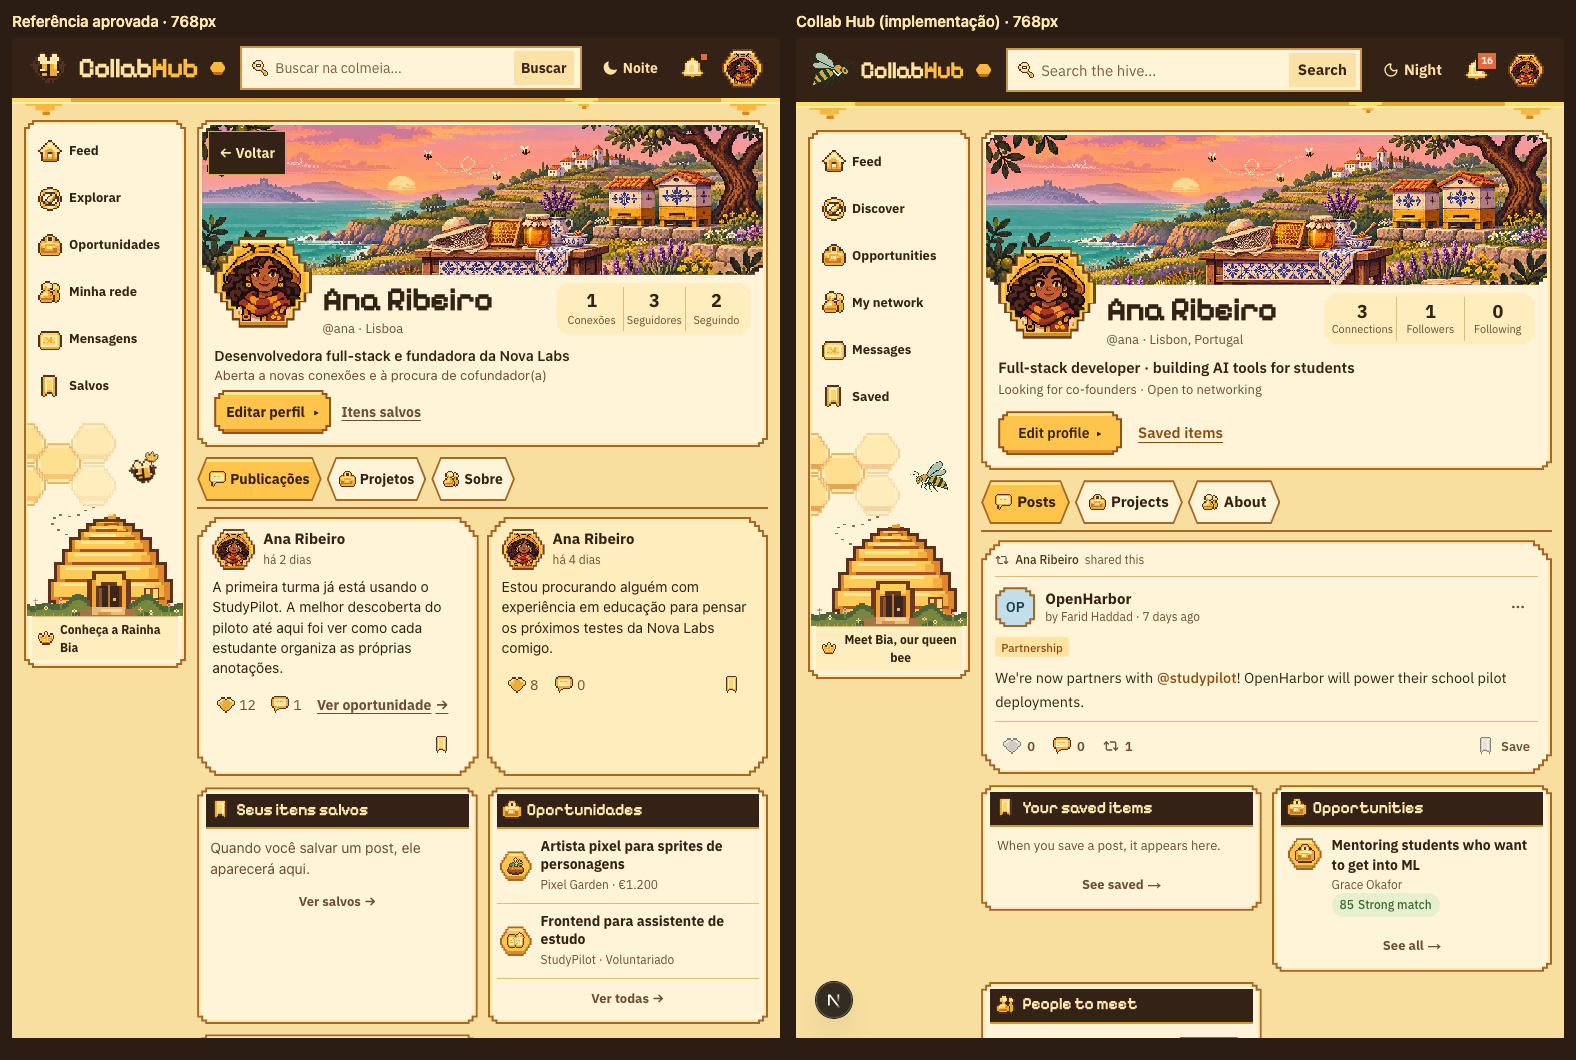 Referência aprovada · 768px
CollabHub
Buscar na colmeia...
Buscar
Noite
Feed
Explorar
Oportunidades
Minha rede
Mensagens
Salvos
Conheça a Rainha
Bia
← Voltar
Ana Ribeiro
@ana · Lisboa
1
Conexões
3
Seguidores
2
Seguindo
Desenvolvedora full-stack e fundadora da Nova Labs
Aberta a novas conexões e à procura de cofundador(a)
Editar perfil ▸
Itens salvos
Publicações
Projetos
Sobre
Ana Ribeiro
há 2 dias
A primeira turma já está usando o
StudyPilot. A melhor descoberta do
piloto até aqui foi ver como cada
estudante organiza as próprias
anotações.
12
1
Ver oportunidade →
Ana Ribeiro
há 4 dias
Estou procurando alguém com
experiência em educação para pensar
os próximos testes da Nova Labs
comigo.
8
0
Seus itens salvos
Quando você salvar um post, ele
aparecerá aqui.
Ver salvos →
Oportunidades
Artista pixel para sprites de
personagens
Pixel Garden · €1.200
Frontend para assistente de
estudo
StudyPilot · Voluntariado
Ver todas →
Collab Hub (implementação) · 768px
CollabHub
Search the hive...
Search
Night
16
Feed
Discover
Opportunities
My network
Messages
Saved
Meet Bia, our queen
bee
Ana Ribeiro
@ana · Lisbon, Portugal
3
Connections
1
Followers
0
Following
Full-stack developer · building AI tools for students
Looking for co-founders · Open to networking
Edit profile ▸
Saved items
Posts
Projects
About
Ana Ribeiro shared this
OP
OpenHarbor
by Farid Haddad · 7 days ago
...
Partnership
We're now partners with @studypilot! OpenHarbor will power their school pilot
deployments.
0
0
1
Save
Your saved items
When you save a post, it appears here.
See saved →
Opportunities
Mentoring students who want
to get into ML
Grace Okafor
85 Strong match
See all →
N
People to meet